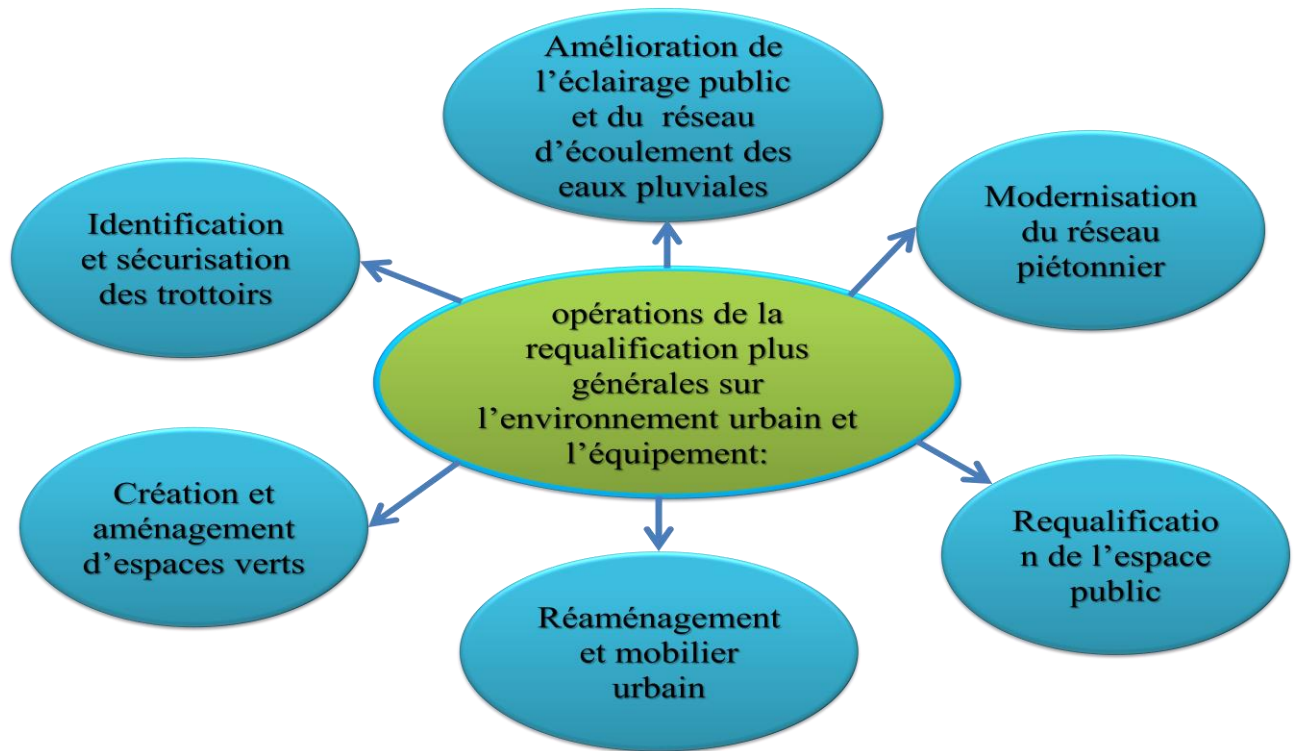 Amélioration de
l’éclairage public
et du réseau
d’écoulement des
eaux pluviales
Identification
et sécurisation
des trottoirs
Modernisation
du réseau
piétonnier
opérations de la
requalification plus
générales sur
l’environnement urbain et
l’équipement:
Création et
aménagement
d’espaces verts
Requalificatio
n de l’espace
public
Réaménagement
et mobilier
urbain